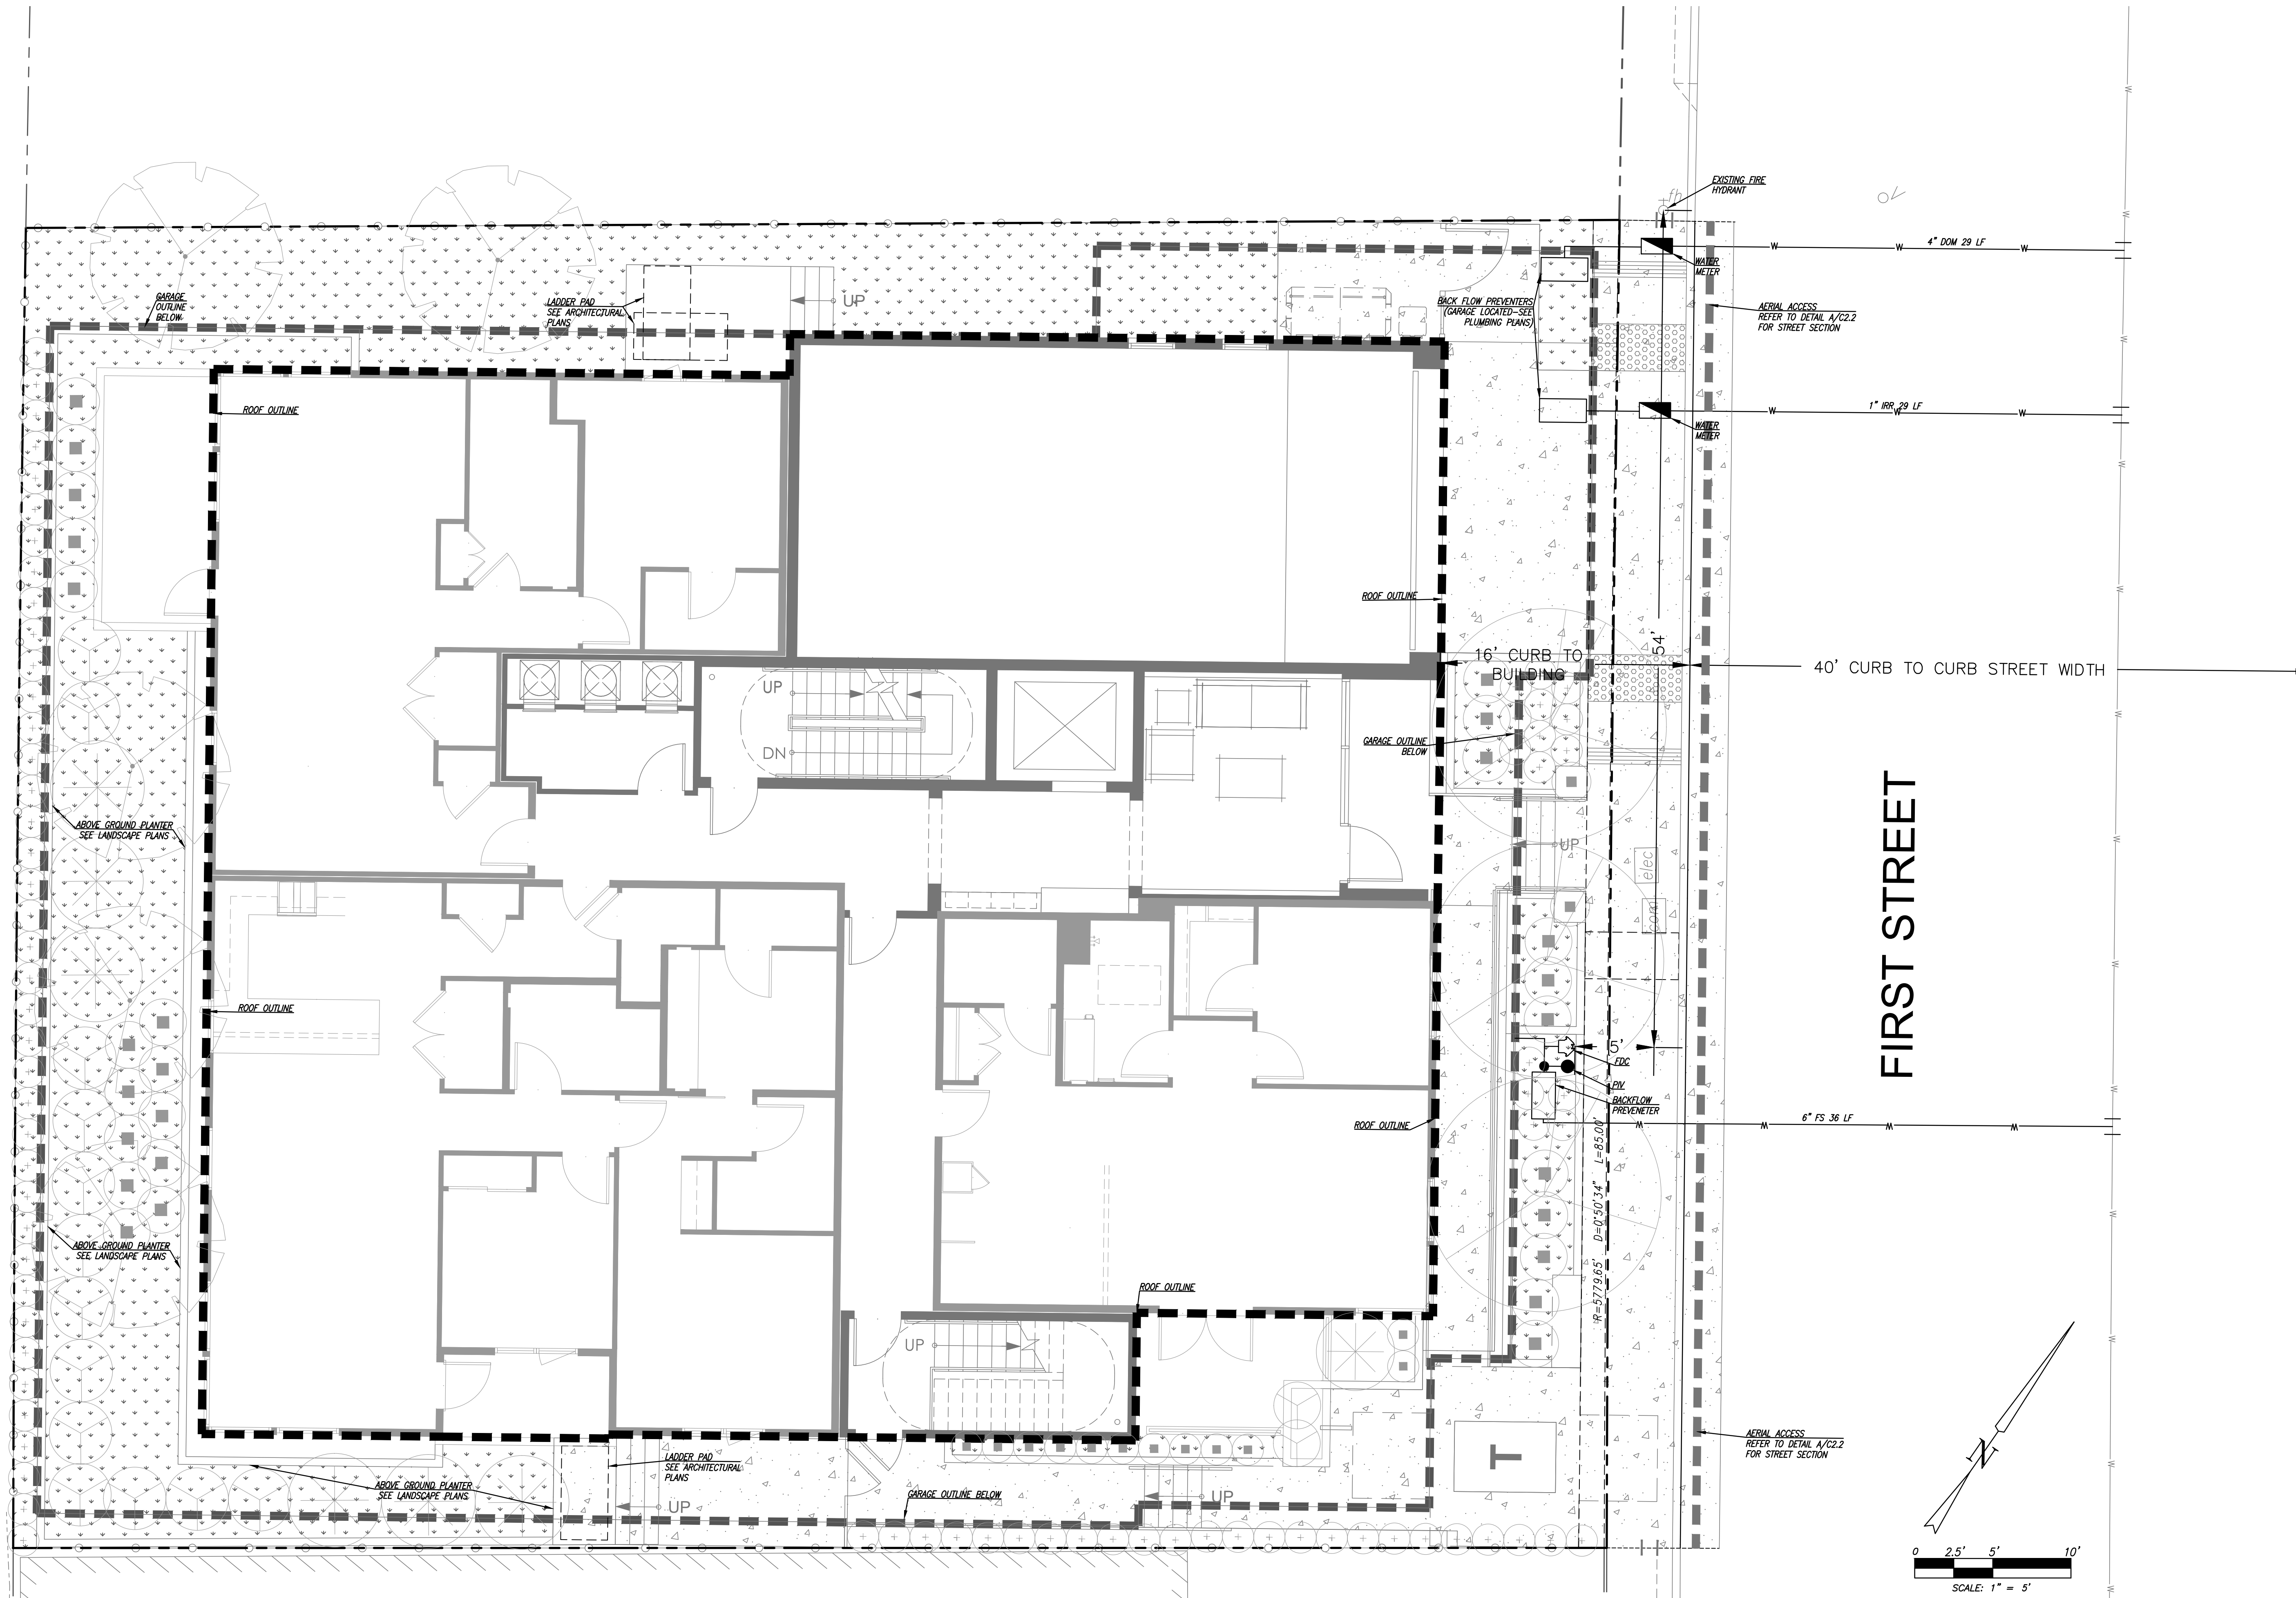 fh
EXISTING FIRE
HYDRANT
V
4" DOM 29 LF
W
W
W
WATER
METER
GARAGE
OUTLINE
BELOW
LADDER PAD
SEE ARCHITECTURAL
PLANS
UP
BACK FLOW PREVENTERS
(GARAGE LOCATED-SEE
PLUMBING PLANS)
AERIAL ACCESS
REFER TO DETAIL A/C2.2
FOR STREET SECTION
ROOF OUTLINE
1" IRR 29 LF
W
W
W
WATER
METER
ROOF OUTLINE
54'
16' CURB TO
BUILDING
40' CURB TO CURB STREET WIDTH
UP
DN
GARAGE OUTLINE
BELOW
ABOVE GROUND PLANTER
SEE LANDSCAPE PLANS
UP
elec
com
FIRST STREET
ROOF OUTLINE
5'
FDC
PIV
BACKFLOW
PREVENETER
ROOF OUTLINE
6" FS 36 LF
W
W
W
W
R=5779.65' D=0°50'34" L=85.00'
ABOVE GROUND PLANTER
SEE LANDSCAPE PLANS
ROOF OUTLINE
UP
LADDER PAD
SEE ARCHITECTURAL
PLANS
T
AERIAL ACCESS
REFER TO DETAIL A/C2.2
FOR STREET SECTION
N
ABOVE GROUND PLANTER
SEE LANDSCAPE PLANS
UP
GARAGE OUTLINE BELOW
UP
0 2.5' 5' 10'
SCALE: 1" = 5'